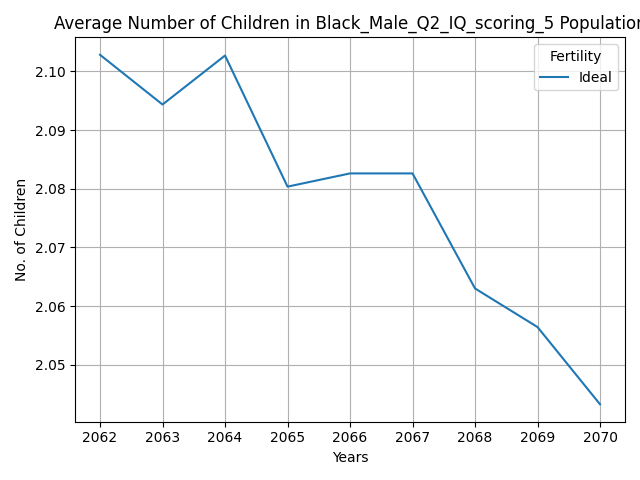 Average Number of Children in Black_Male_Q2_IQ_scoring_5 Population
Fertility
Ideal
No. of Children
2.10
2.09
2.08
2.07
2.06
2.05
2062 2063 2064 2065 2066 2067 2068 2069 2070
Years